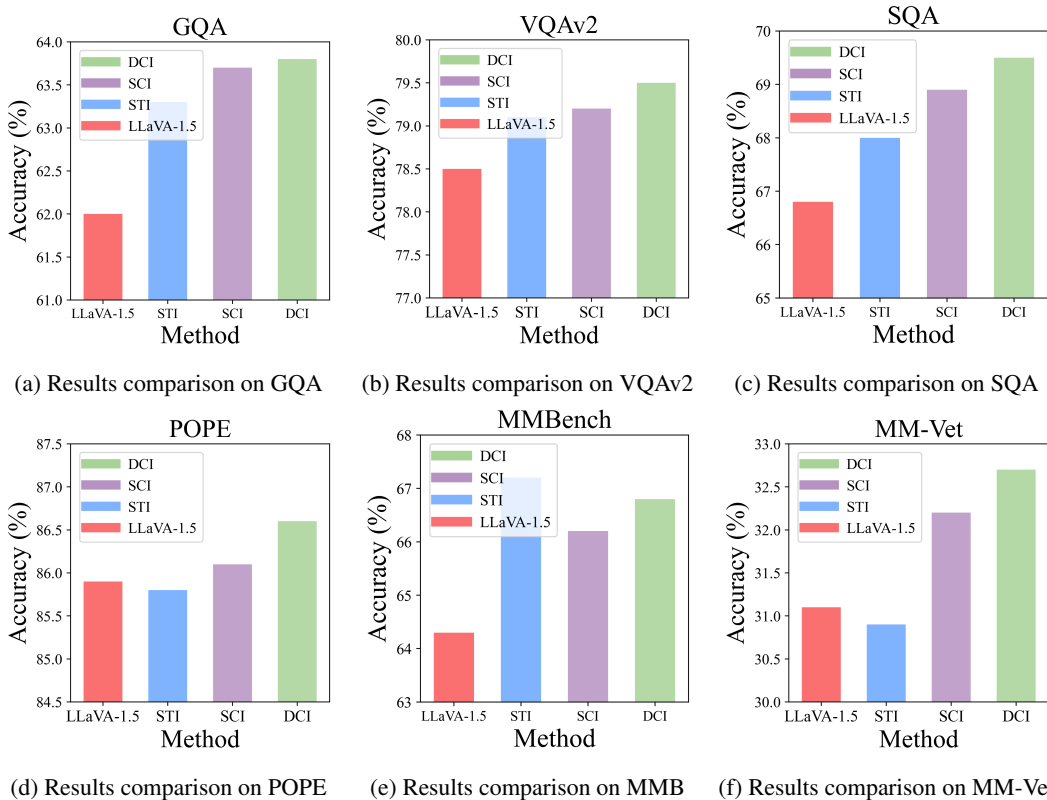 GQA
Accuracy (%)
64.0
63.5
63.0
62.5
62.0
61.5
61.0
DCI
SCI
STI
LLaVA-1.5
LLaVA-1.5 STI SCI DCI
Method
(a) Results comparison on GQA
VQAv2
Accuracy (%)
80.0
79.5
79.0
78.5
78.0
77.5
77.0
DCI
SCI
STI
LLaVA-1.5
LLaVA-1.5 STI SCI DCI
Method
(b) Results comparison on VQAv2
SQA
Accuracy (%)
70
69
68
67
66
65
DCI
SCI
STI
LLaVA-1.5
LLaVA-1.5 STI SCI DCI
Method
(c) Results comparison on SQA
POPE
Accuracy (%)
87.5
87.0
86.5
86.0
85.5
85.0
84.5
DCI
SCI
STI
LLaVA-1.5
LLaVA-1.5 STI SCI DCI
Method
(d) Results comparison on POPE
MMBench
Accuracy (%)
68
67
66
65
64
63
DCI
SCI
STI
LLaVA-1.5
LLaVA-1.5 STI SCI DCI
Method
(e) Results comparison on MMB
MM-Vet
Accuracy (%)
33.0
32.5
32.0
31.5
31.0
30.5
30.0
DCI
SCI
STI
LLaVA-1.5
LLaVA-1.5 STI SCI DCI
Method
(f) Results comparison on MM-Ve